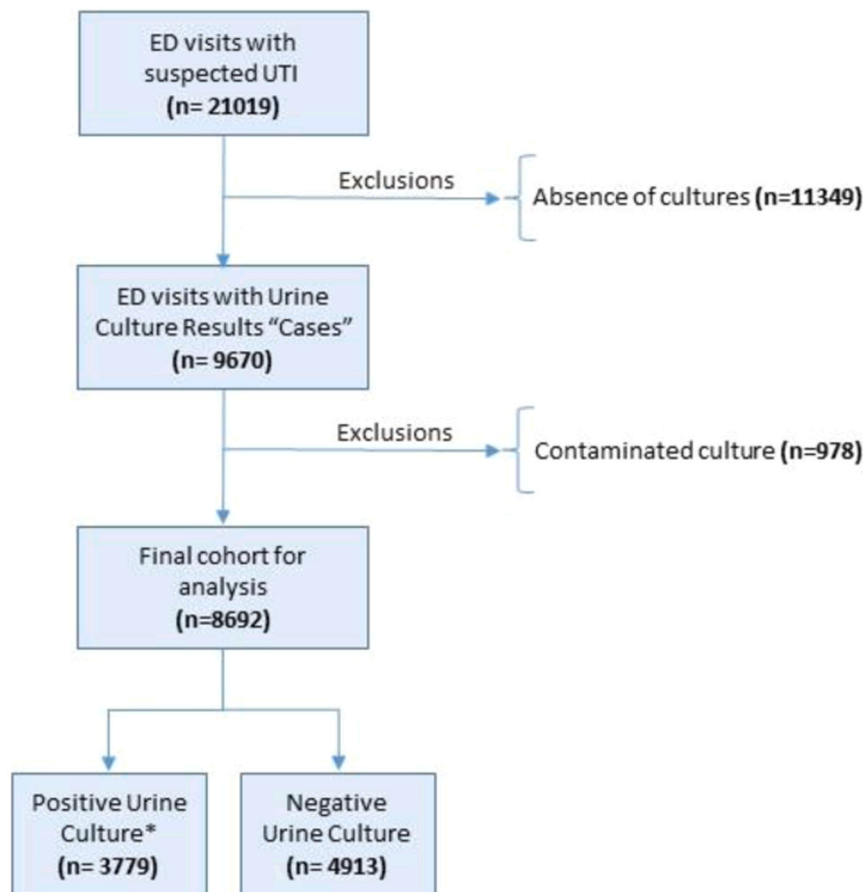 ED visits with
suspected UTI
(n= 21019)
Exclusions
Absence of cultures (n=11349)
ED visits with Urine
Culture Results “Cases”
(n= 9670)
Exclusions
Contaminated culture (n=978)
Final cohort for
analysis
(n=8692)
Positive Urine
Culture*
(n= 3779)
Negative
Urine Culture
(n= 4913)